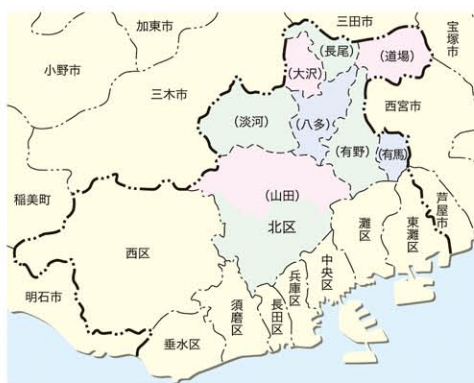 加東市
三田市
宝塚市
小野市
(長尾)
(道場)
(大沢)
三木市
西宮市
(淡河)
(八多)
(有野)
(有馬)
稲美町
(山田)
芦屋市
北区
灘区
東灘区
西区
中央区
兵庫区
明石市
須磨区
長田区
垂水区